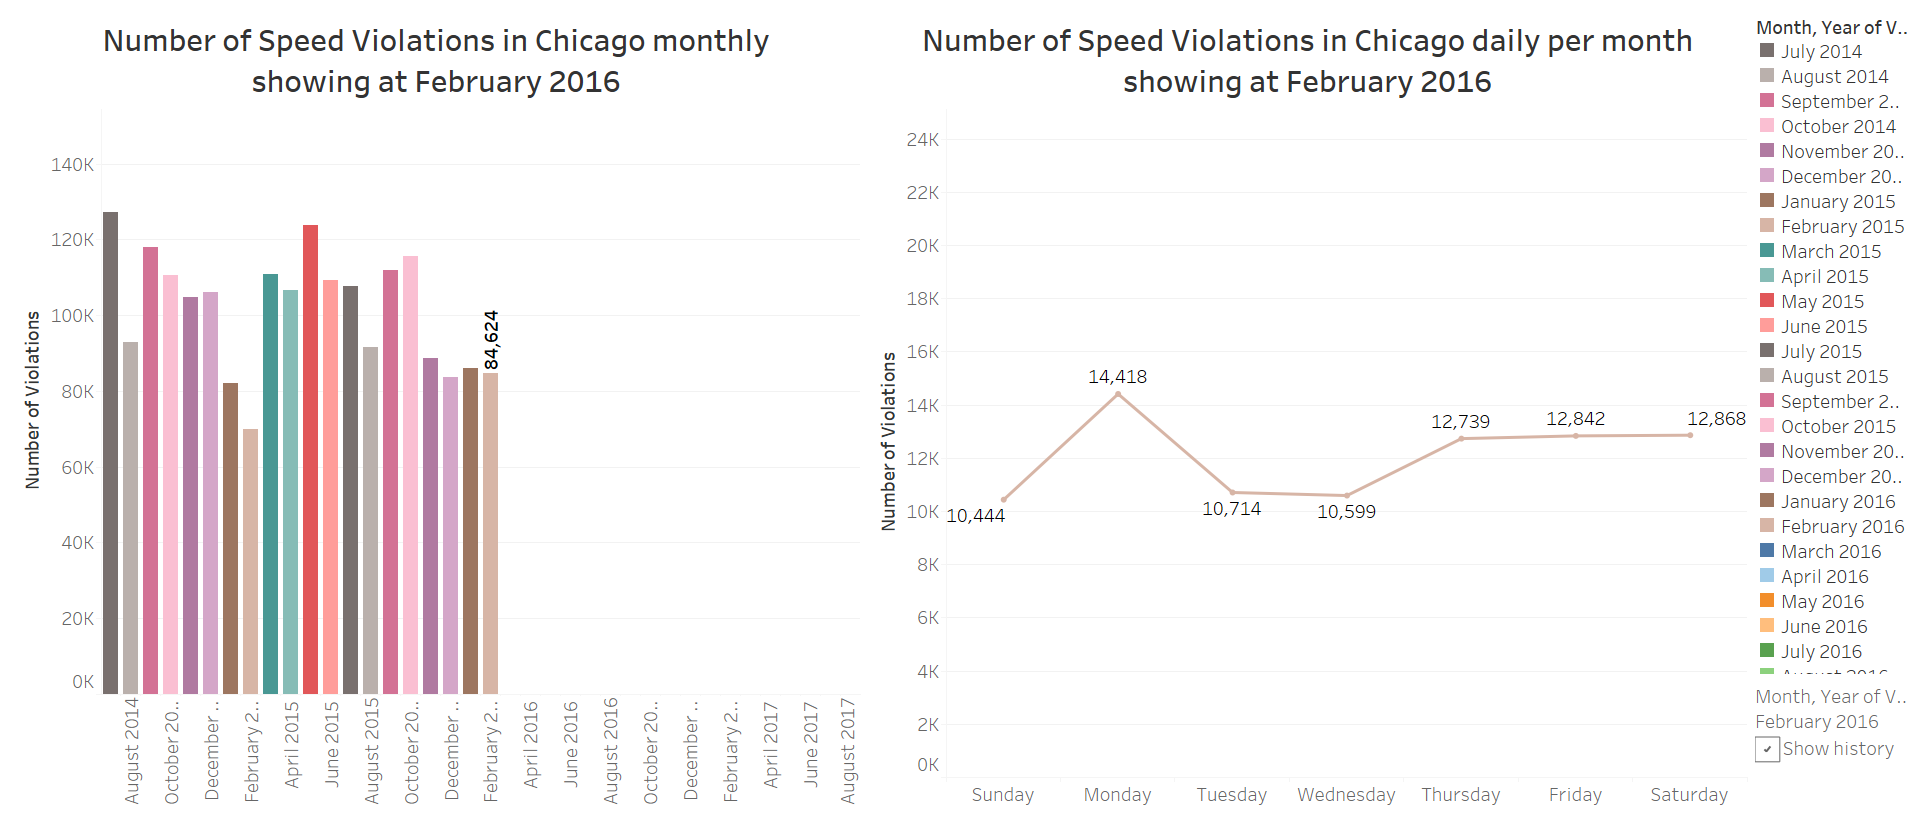 Number of Speed Violations in Chicago monthly
showing at February 2016
Number of Violations
140K
120K
100K
80K
60K
40K
20K
0K
84,624
August 2014
October 20..
December ..
February 2..
April 2015
June 2015
August 2015
October 20..
December ..
February 2..
April 2016
June 2016
August 2016
October 20..
December ..
February 2..
April 2017
June 2017
August 2017
Number of Speed Violations in Chicago daily per month
showing at February 2016
Number of Violations
24K
22K
20K
18K
16K
14K
12K
10K
8K
6K
4K
2K
0K
10,444
14,418
10,714
10,599
12,739
12,842
12,868
Sunday
Monday
Tuesday
Wednesday
Thursday
Friday
Saturday
Month, Year of V..
July 2014
August 2014
September 2..
October 2014
November 20..
December 20..
January 2015
February 2015
March 2015
April 2015
May 2015
June 2015
July 2015
August 2015
September 2..
October 2015
November 20..
December 20..
January 2016
February 2016
March 2016
April 2016
May 2016
June 2016
July 2016
August 2016
Month, Year of V..
February 2016
Show history